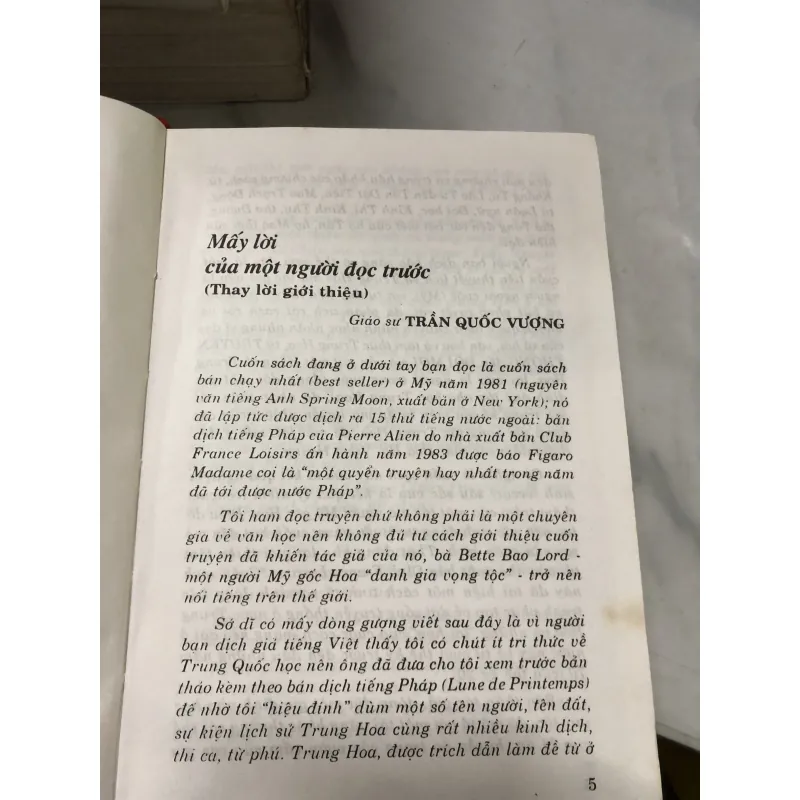 Mấy lời
của một người đọc trước
(Thay lời giới thiệu)
Giáo sư TRẦN QUỐC VƯỢNG
Cuốn sách đang ở dưới tay bạn đọc là cuốn sách
bán chạy nhất (best seller) ở Mỹ năm 1981 (nguyên
văn tiếng Anh Spring Moon, xuất bản ở New York); nó
đã lập tức được dịch ra 15 thứ tiếng nước ngoài: bản
dịch tiếng Pháp của Pierre Alien do nhà xuất bản Club
France Loisirs ấn hành năm 1983 được báo Figaro
Madame coi là "một quyển truyện hay nhất trong năm
đã tới được nước Pháp".
Tôi ham đọc truyện chứ không phải là một chuyên
gia về văn học nên không đủ tư cách giới thiệu cuốn
truyện đã khiến tác giả của nó, bà Bette Bao Lord -
một người Mỹ gốc Hoa "danh gia vọng tộc" - trở nên
nổi tiếng trên thế giới.
Sở dĩ có mấy dòng gượng viết sau đây là vì người
bạn dịch giả tiếng Việt thấy tôi có chút ít tri thức về
Trung Quốc học nên ông đã đưa cho tôi xem trước bản
thảo kèm theo bản dịch tiếng Pháp (Lune de Printemps)
để nhờ tôi "hiệu đính" dùm một số tên người, tên đất,
sự kiện lịch sử Trung Hoa cùng rất nhiều kinh dịch,
thi ca, từ phú. Trung Hoa, được trích dẫn làm đề từ ở
5